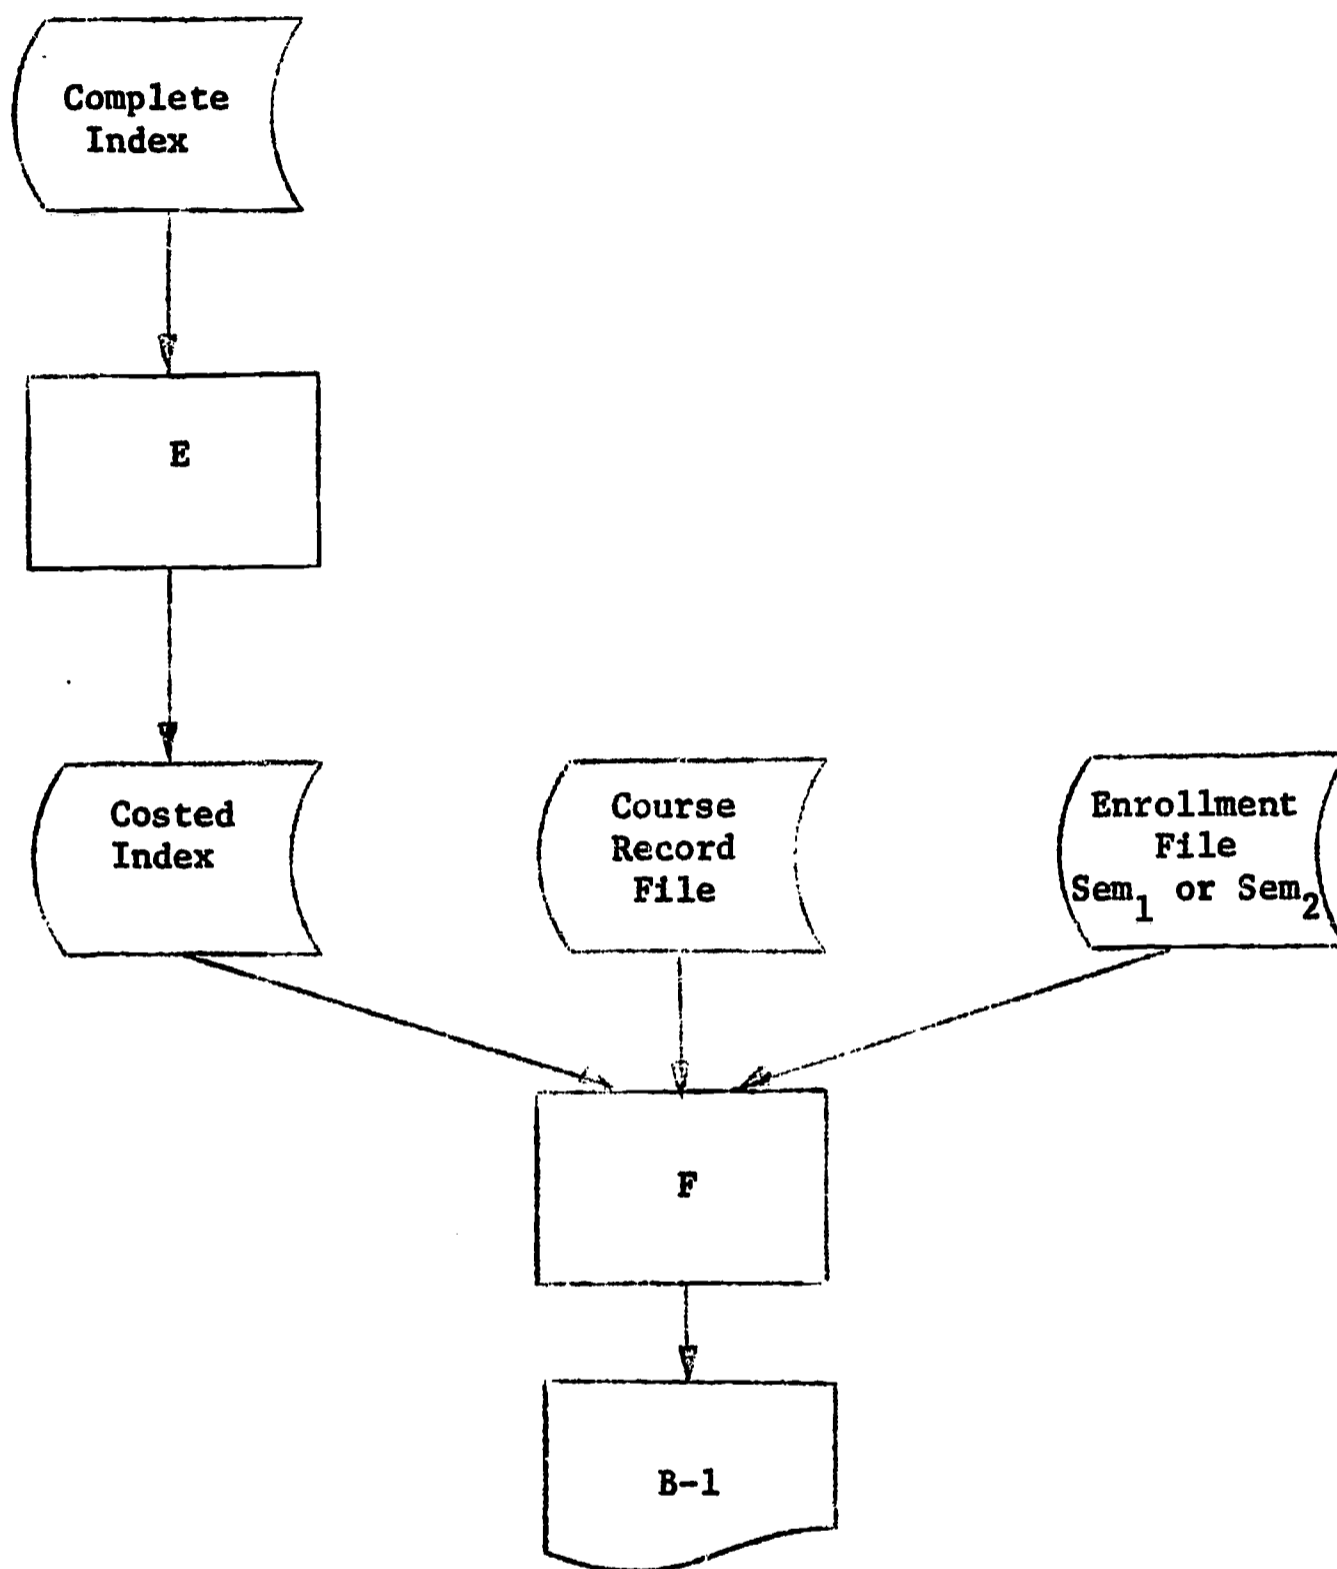 Complete
Index
E
Costed
Index
Course
Record
File
Enrollment
File
Sem₁ or Sem₂
F
B-1